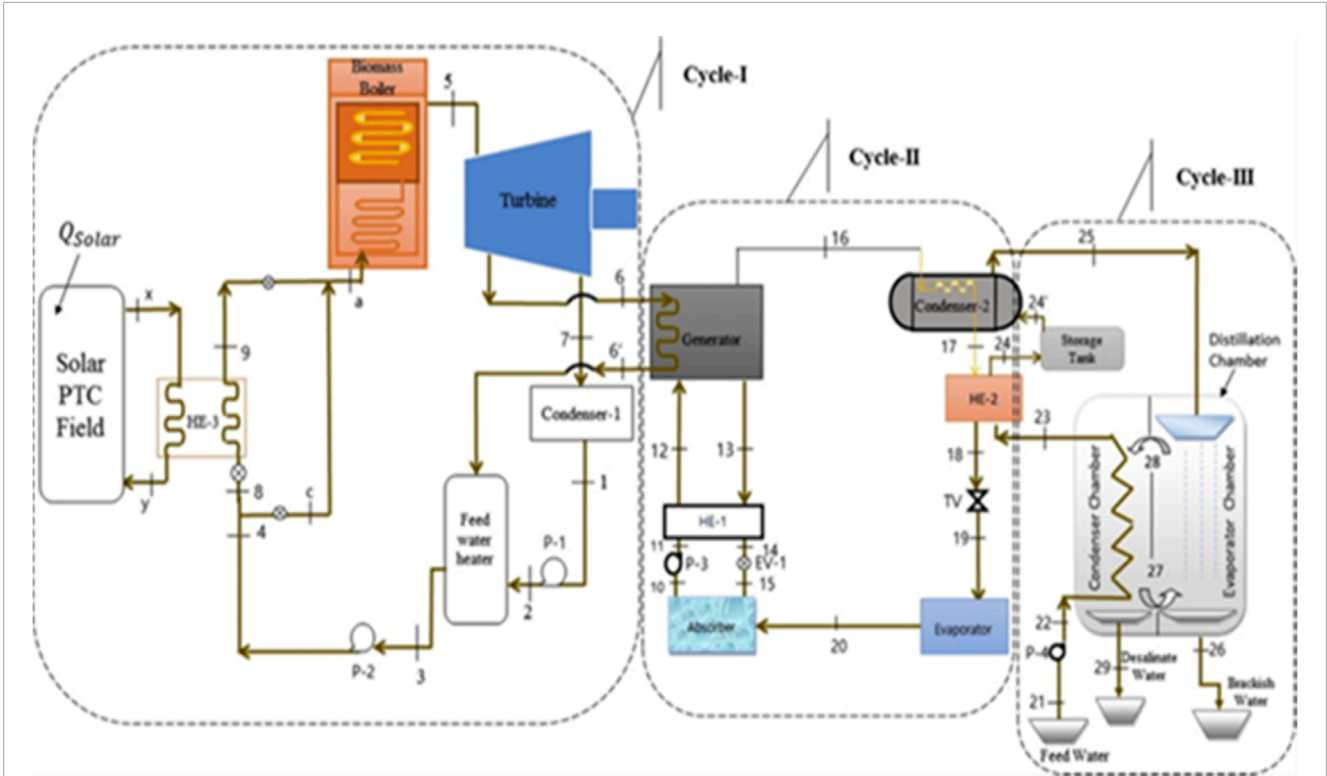 Cycle-I
Cycle-II
Cycle-III
Biomass
Boiler
5
Turbine
Q_Solar
x
Solar
PTC
Field
y
HE-3
9
8
4
a
c
6
7
6'
Condenser-1
1
P-1
2
Feed
water
heater
P-2
3
16
Generator
Condenser-2
17
12
13
HE-1
11
P-3
10
14
EV-1
15
Absorber
20
Evaporator
HE-2
18
TV
19
25
24'
24
Storage
Tank
Distillation
Chamber
23
Condenser Chamber
28
27
Evaporator Chamber
22
P-4
21
29
Desalinate
Water
26
Brackish
Water
Feed Water